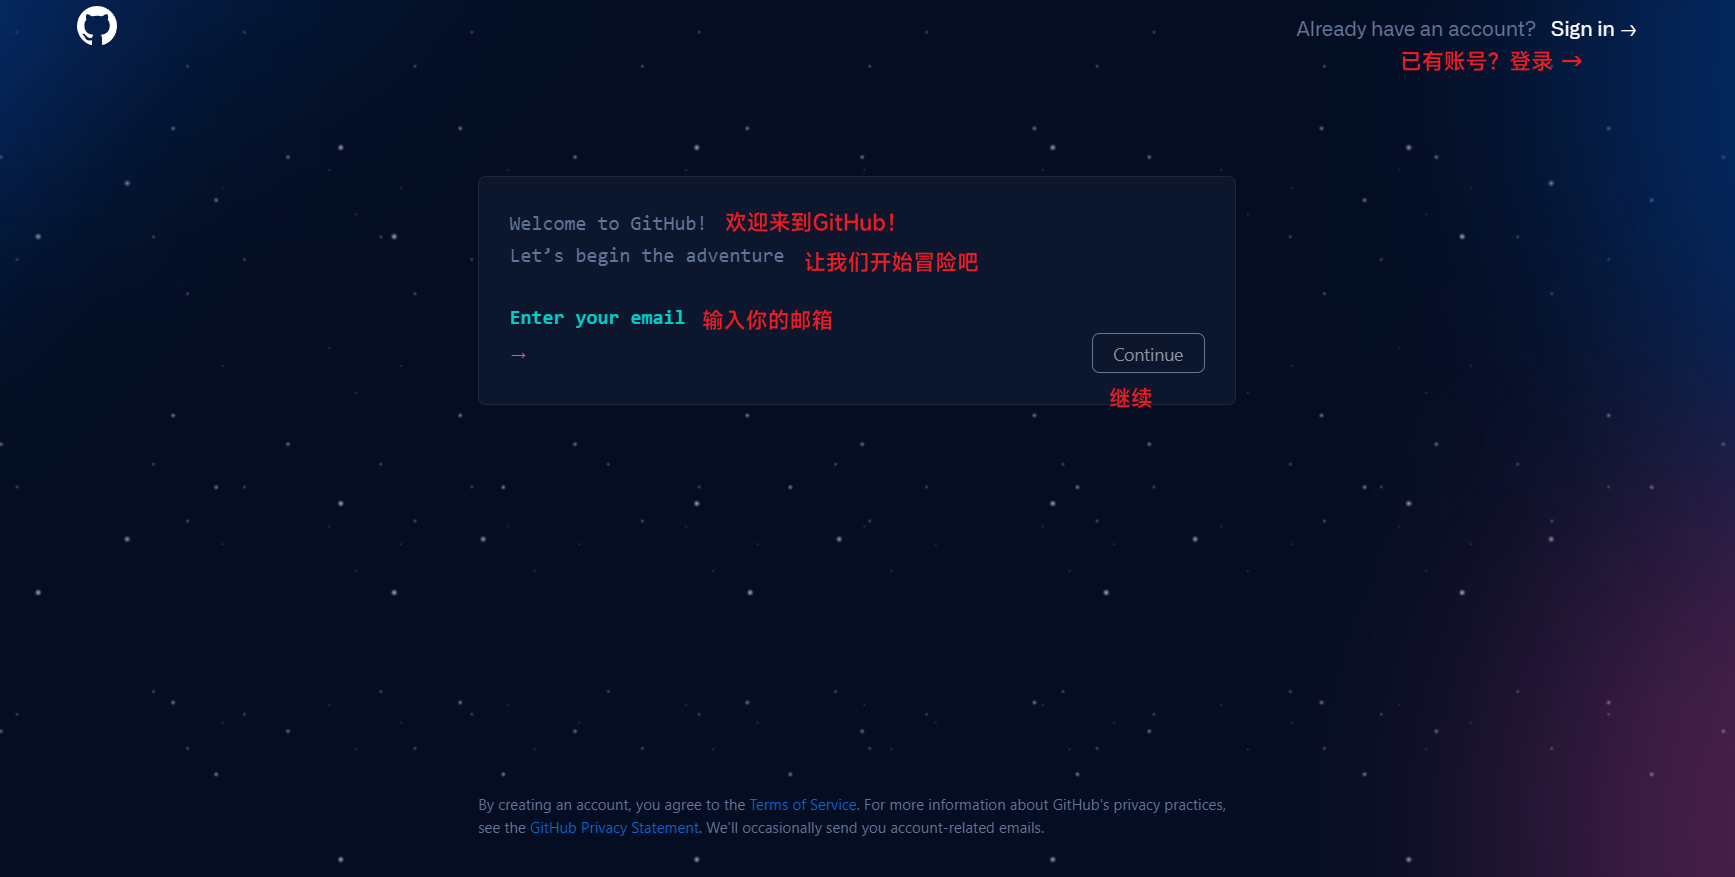 Already have an account? Sign in →
已有账号？登录 →
Welcome to GitHub! 欢迎来到GitHub！
Let’s begin the adventure 让我们开始冒险吧
Enter your email 输入你的邮箱
→ Continue
继续
By creating an account, you agree to the Terms of Service. For more information about GitHub's privacy practices,
see the GitHub Privacy Statement. We'll occasionally send you account-related emails.